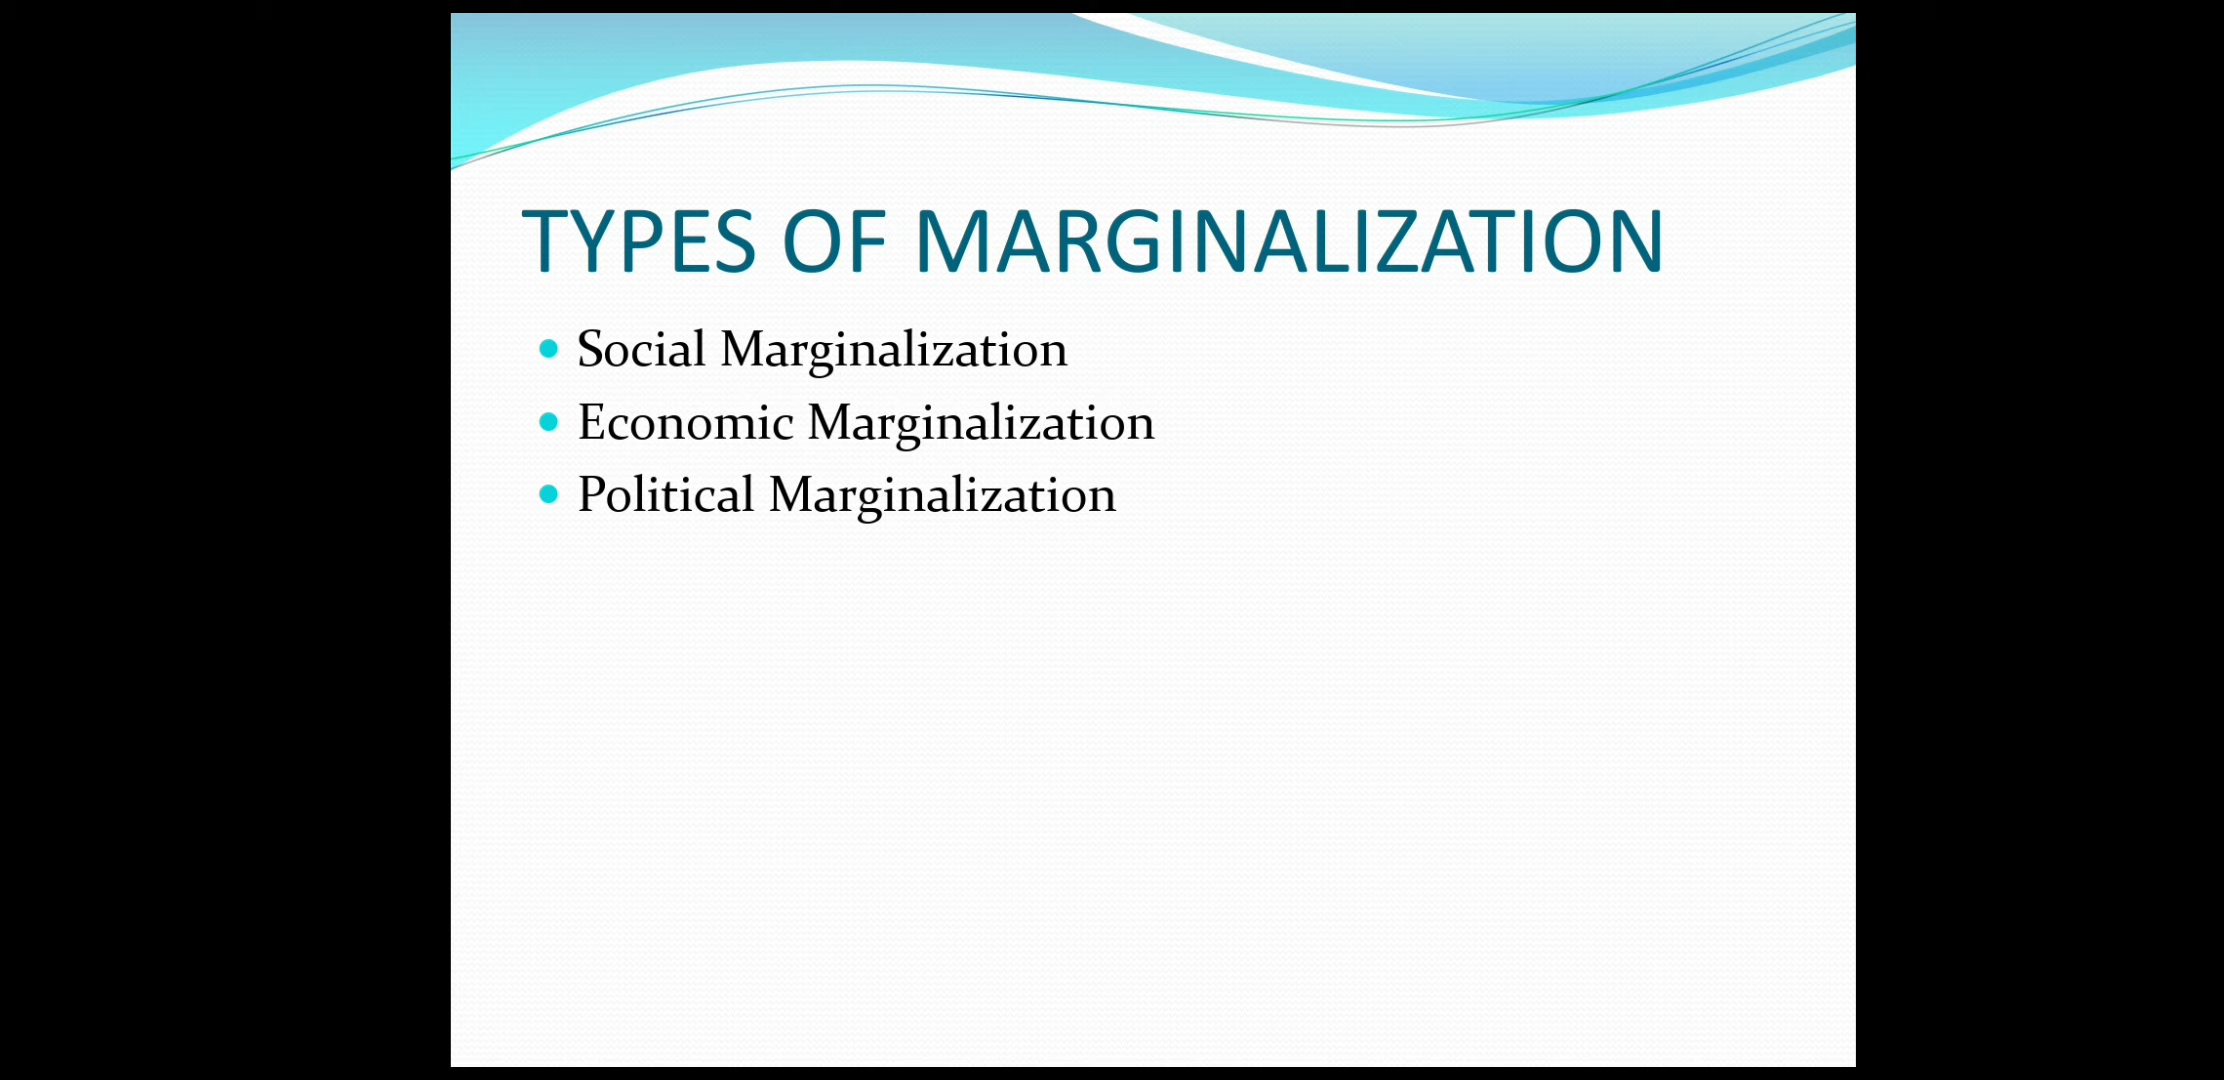 TYPES OF MARGINALIZATION
Social Marginalization
Economic Marginalization
Political Marginalization